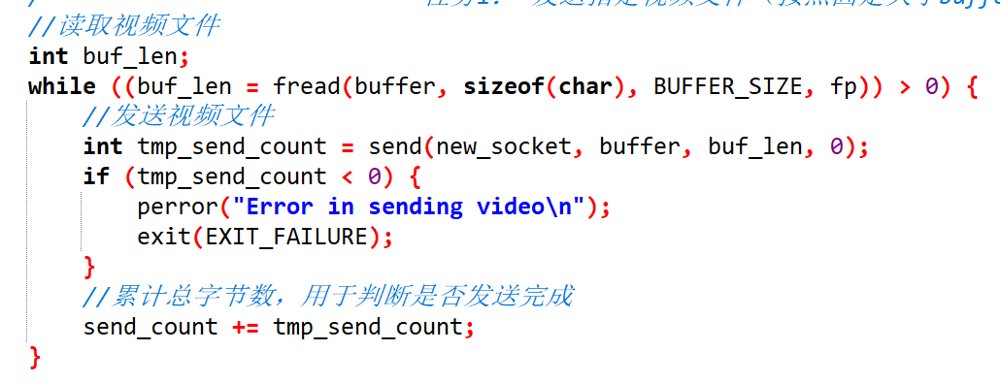 //读取视频文件
int buf_len;
while ((buf_len = fread(buffer, sizeof(char), BUFFER_SIZE, fp)) > 0) {
//发送视频文件
int tmp_send_count = send(new_socket, buffer, buf_len, 0);
if (tmp_send_count < 0) {
perror("Error in sending video\n");
exit(EXIT_FAILURE);
}
//累计总字节数，用于判断是否发送完成
send_count += tmp_send_count;
}